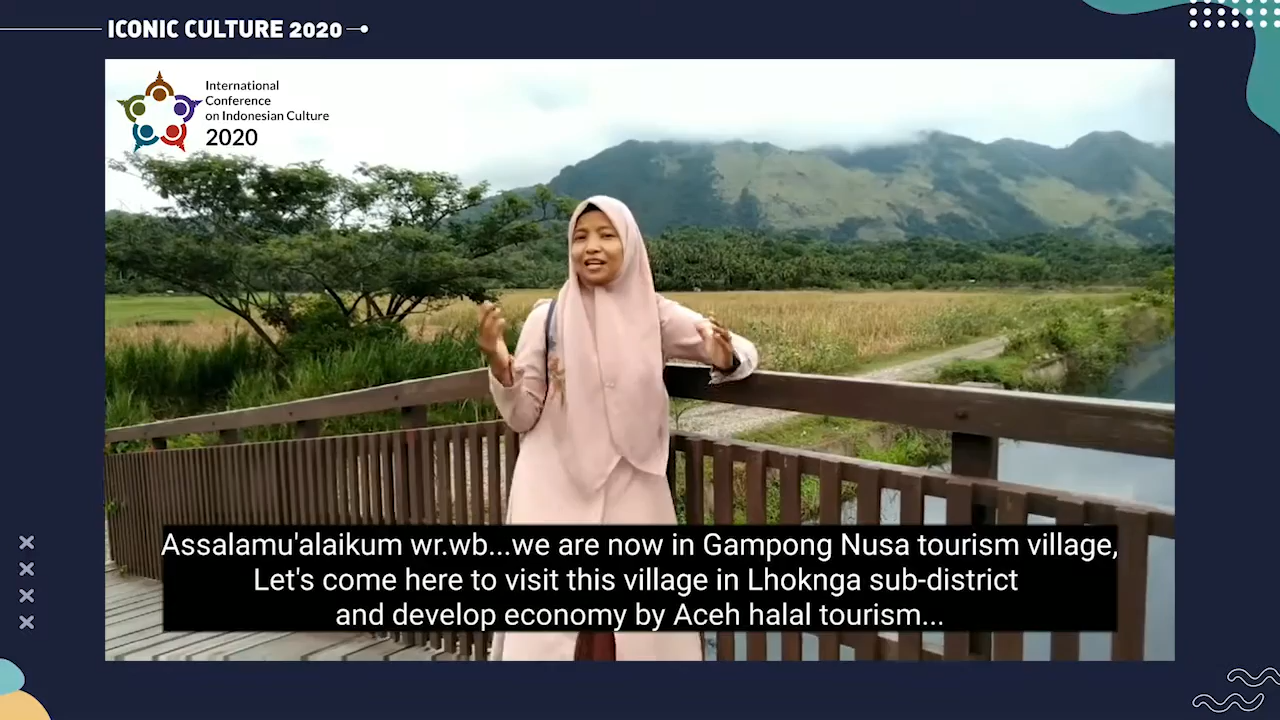 ICONIC CULTURE 2020
International
Conference
on Indonesian Culture
2020
Assalamu'alaikum wr.wb...we are now in Gampong Nusa tourism village,
Let's come here to visit this village in Lhoknga sub-district
and develop economy by Aceh halal tourism...